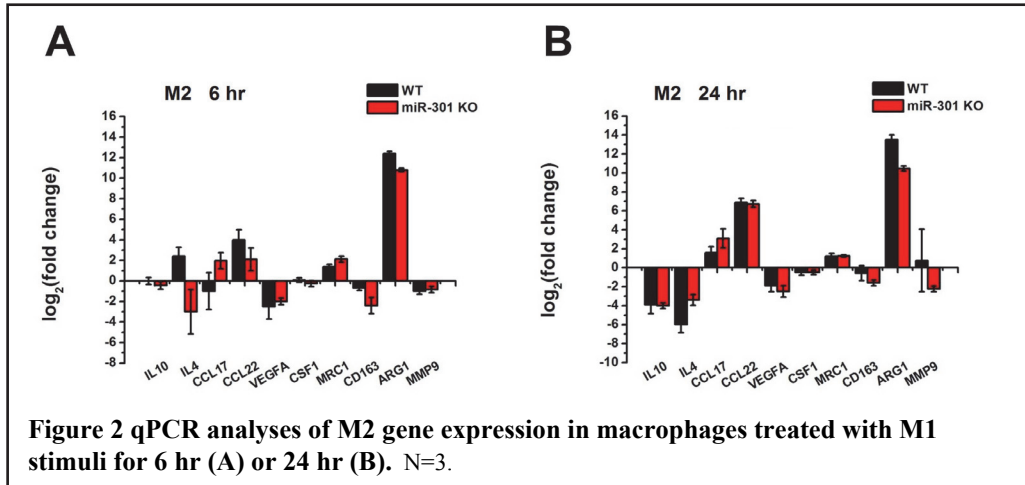 A
M2 6 hr
WT
miR-301 KO
log2(fold change)
16
14
12
10
8
6
4
2
0
-2
-4
-6
-8
IL10
IL4
CCL17
CCL22
VEGFA
CSF1
MRC1
CD163
ARG1
MMP9
B
M2 24 hr
WT
miR-301 KO
log2(fold change)
16
14
12
10
8
6
4
2
0
-2
-4
-6
-8
-10
IL10
IL4
CCL17
CCL22
VEGFA
CSF1
MRC1
CD163
ARG1
MMP9
Figure 2 qPCR analyses of M2 gene expression in macrophages treated with M1
stimuli for 6 hr (A) or 24 hr (B). N=3.